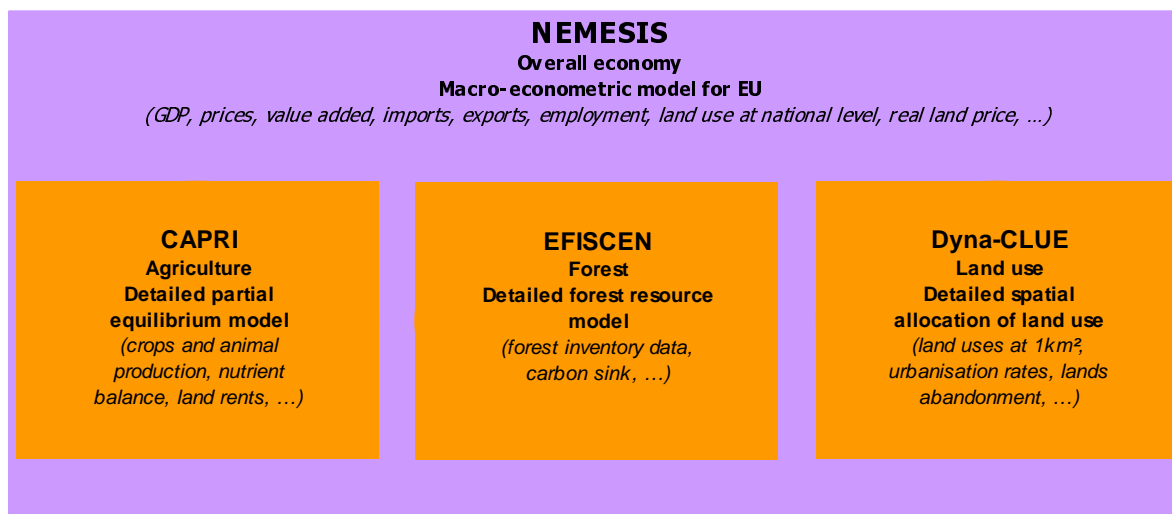 NEMESIS
Overall economy
Macro-econometric model for EU
(GDP, prices, value added, imports, exports, employment, land use at national level, real land price, …)
CAPRI
Agriculture
Detailed partial
equilibrium model
(crops and animal
production, nutrient
balance, land rents, …)
EFISCEN
Forest
Detailed forest resource
model
(forest inventory data,
carbon sink, …)
Dyna-CLUE
Land use
Detailed spatial
allocation of land use
(land uses at 1km²,
urbanisation rates, lands
abandonment, …)